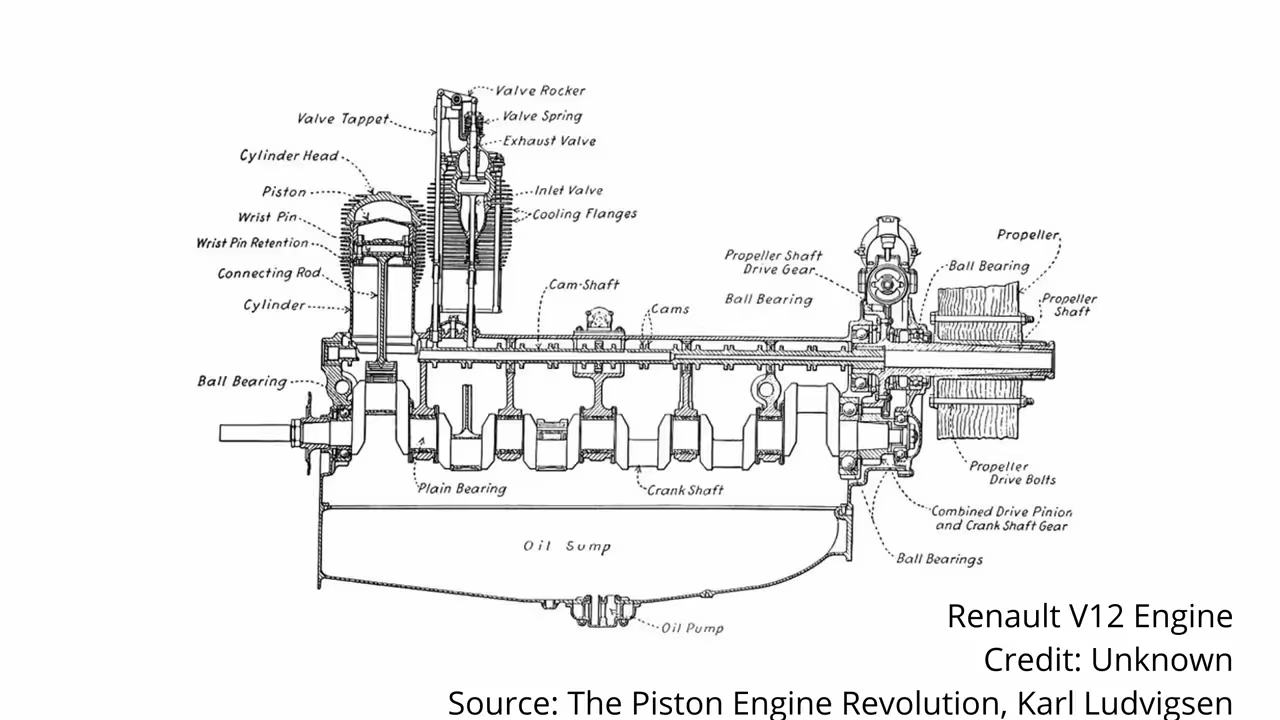 Valve Rocker
Valve Tappet
Valve Spring
Exhaust Valve
Cylinder Head
Piston
Inlet Valve
Wrist Pin
Cooling Flanges
Wrist Pin Retention
Connecting Rod
Cylinder
Cam-Shaft
Cams
Propeller Shaft
Drive Gear
Ball Bearing
Propeller
Ball Bearing
Propeller
Shaft
Ball Bearing
Plain Bearing
Crank Shaft
Propeller
Drive Bolts
Combined Drive Pinion
and Crank Shaft Gear
Oil Sump
Ball Bearings
Oil Pump
Renault V12 Engine
Credit: Unknown
Source: The Piston Engine Revolution, Karl Ludvigsen